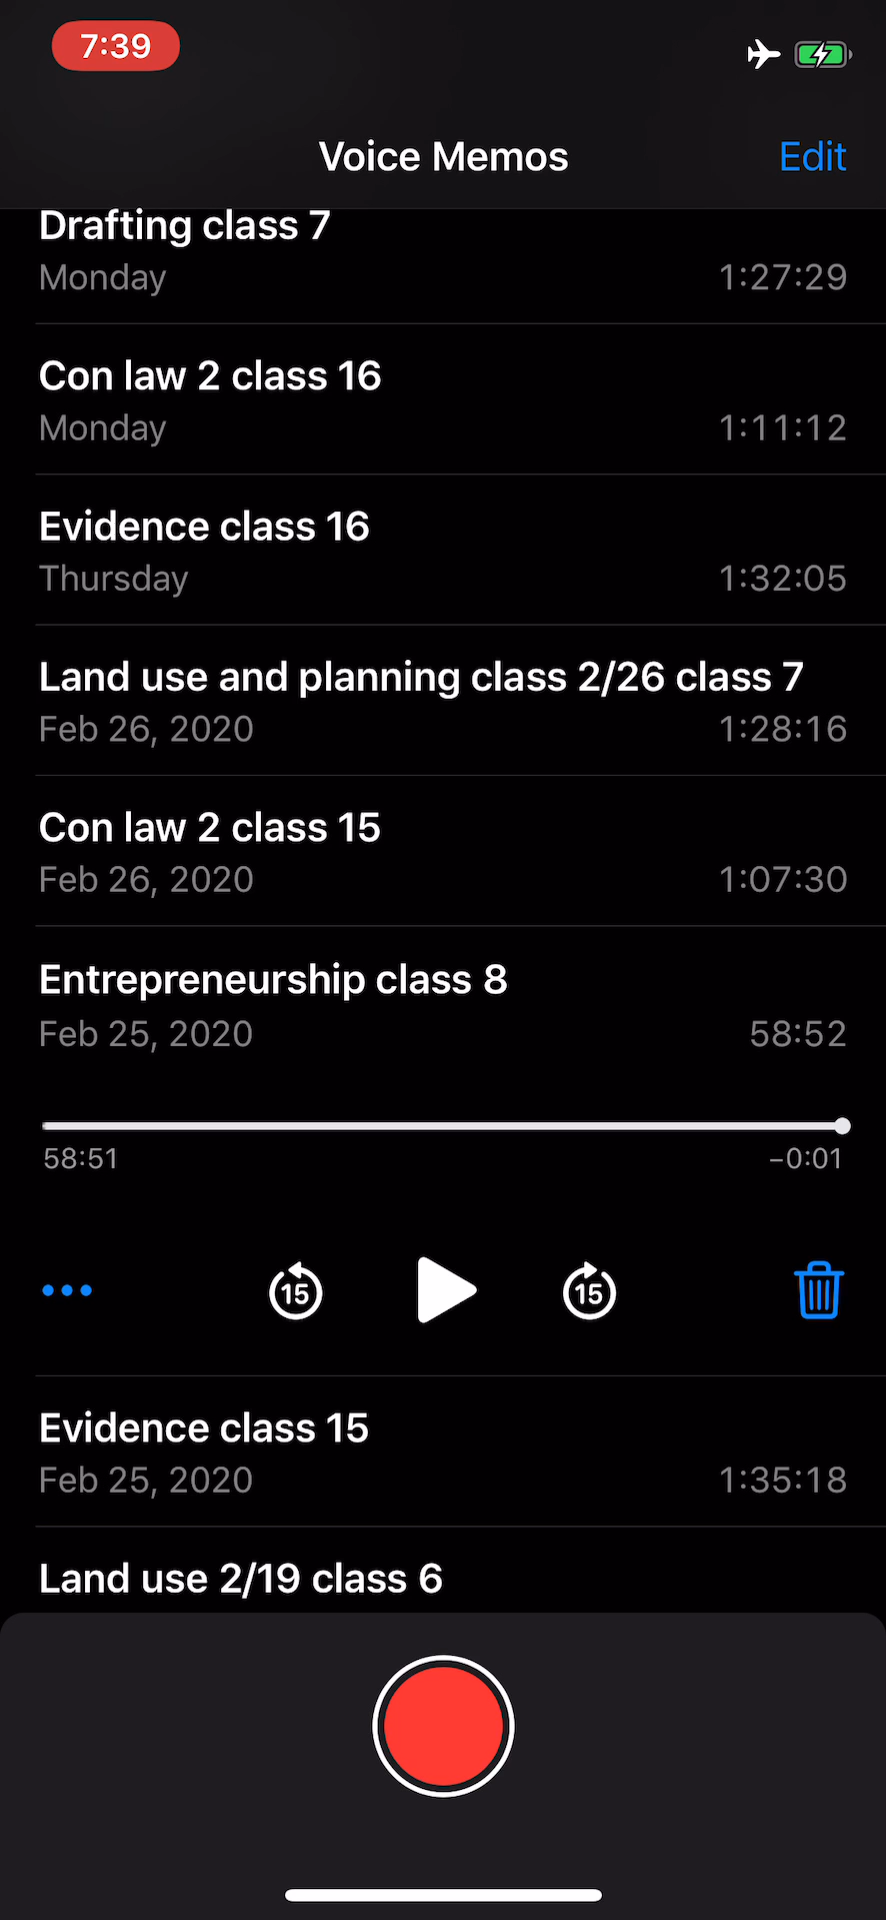 7:39
Voice Memos
Edit
Drafting class 7
Monday
1:27:29
Con law 2 class 16
Monday
1:11:12
Evidence class 16
Thursday
1:32:05
Land use and planning class 2/26 class 7
Feb 26, 2020
1:28:16
Con law 2 class 15
Feb 26, 2020
1:07:30
Entrepreneurship class 8
Feb 25, 2020
58:52
58:51
−0:01
15
15
Evidence class 15
Feb 25, 2020
1:35:18
Land use 2/19 class 6